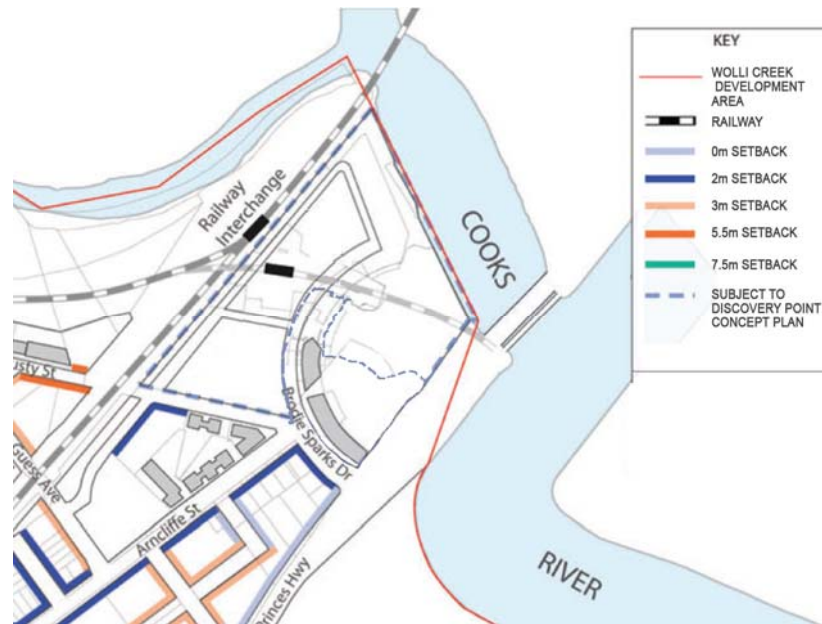 KEY
WOLLI CREEK
DEVELOPMENT
AREA
RAILWAY
0m SETBACK
2m SETBACK
3m SETBACK
5.5m SETBACK
7.5m SETBACK
SUBJECT TO
DISCOVERY POINT
CONCEPT PLAN
Railway
Interchange
COOKS
RIVER
usty St
Guess Ave
Brodie Sparks Dr
Arncliffe St
Princes Hwy